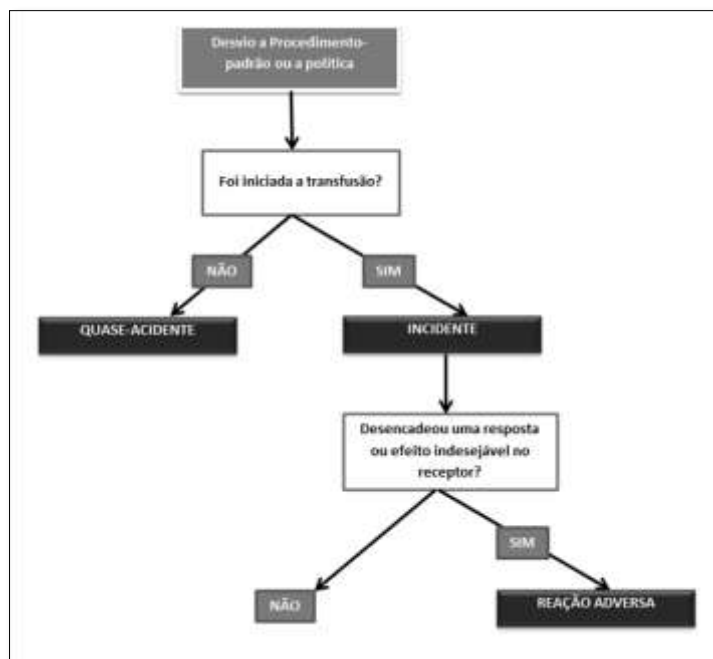 Desvio a Procedimento-
padrão ou a política
Foi iniciada a transfusão?
NÃO
SIM
QUASE-ACIDENTE
INCIDENTE
Desencadeou uma resposta
ou efeito indesejável no
receptor?
SIM
NÃO
REAÇÃO ADVERSA